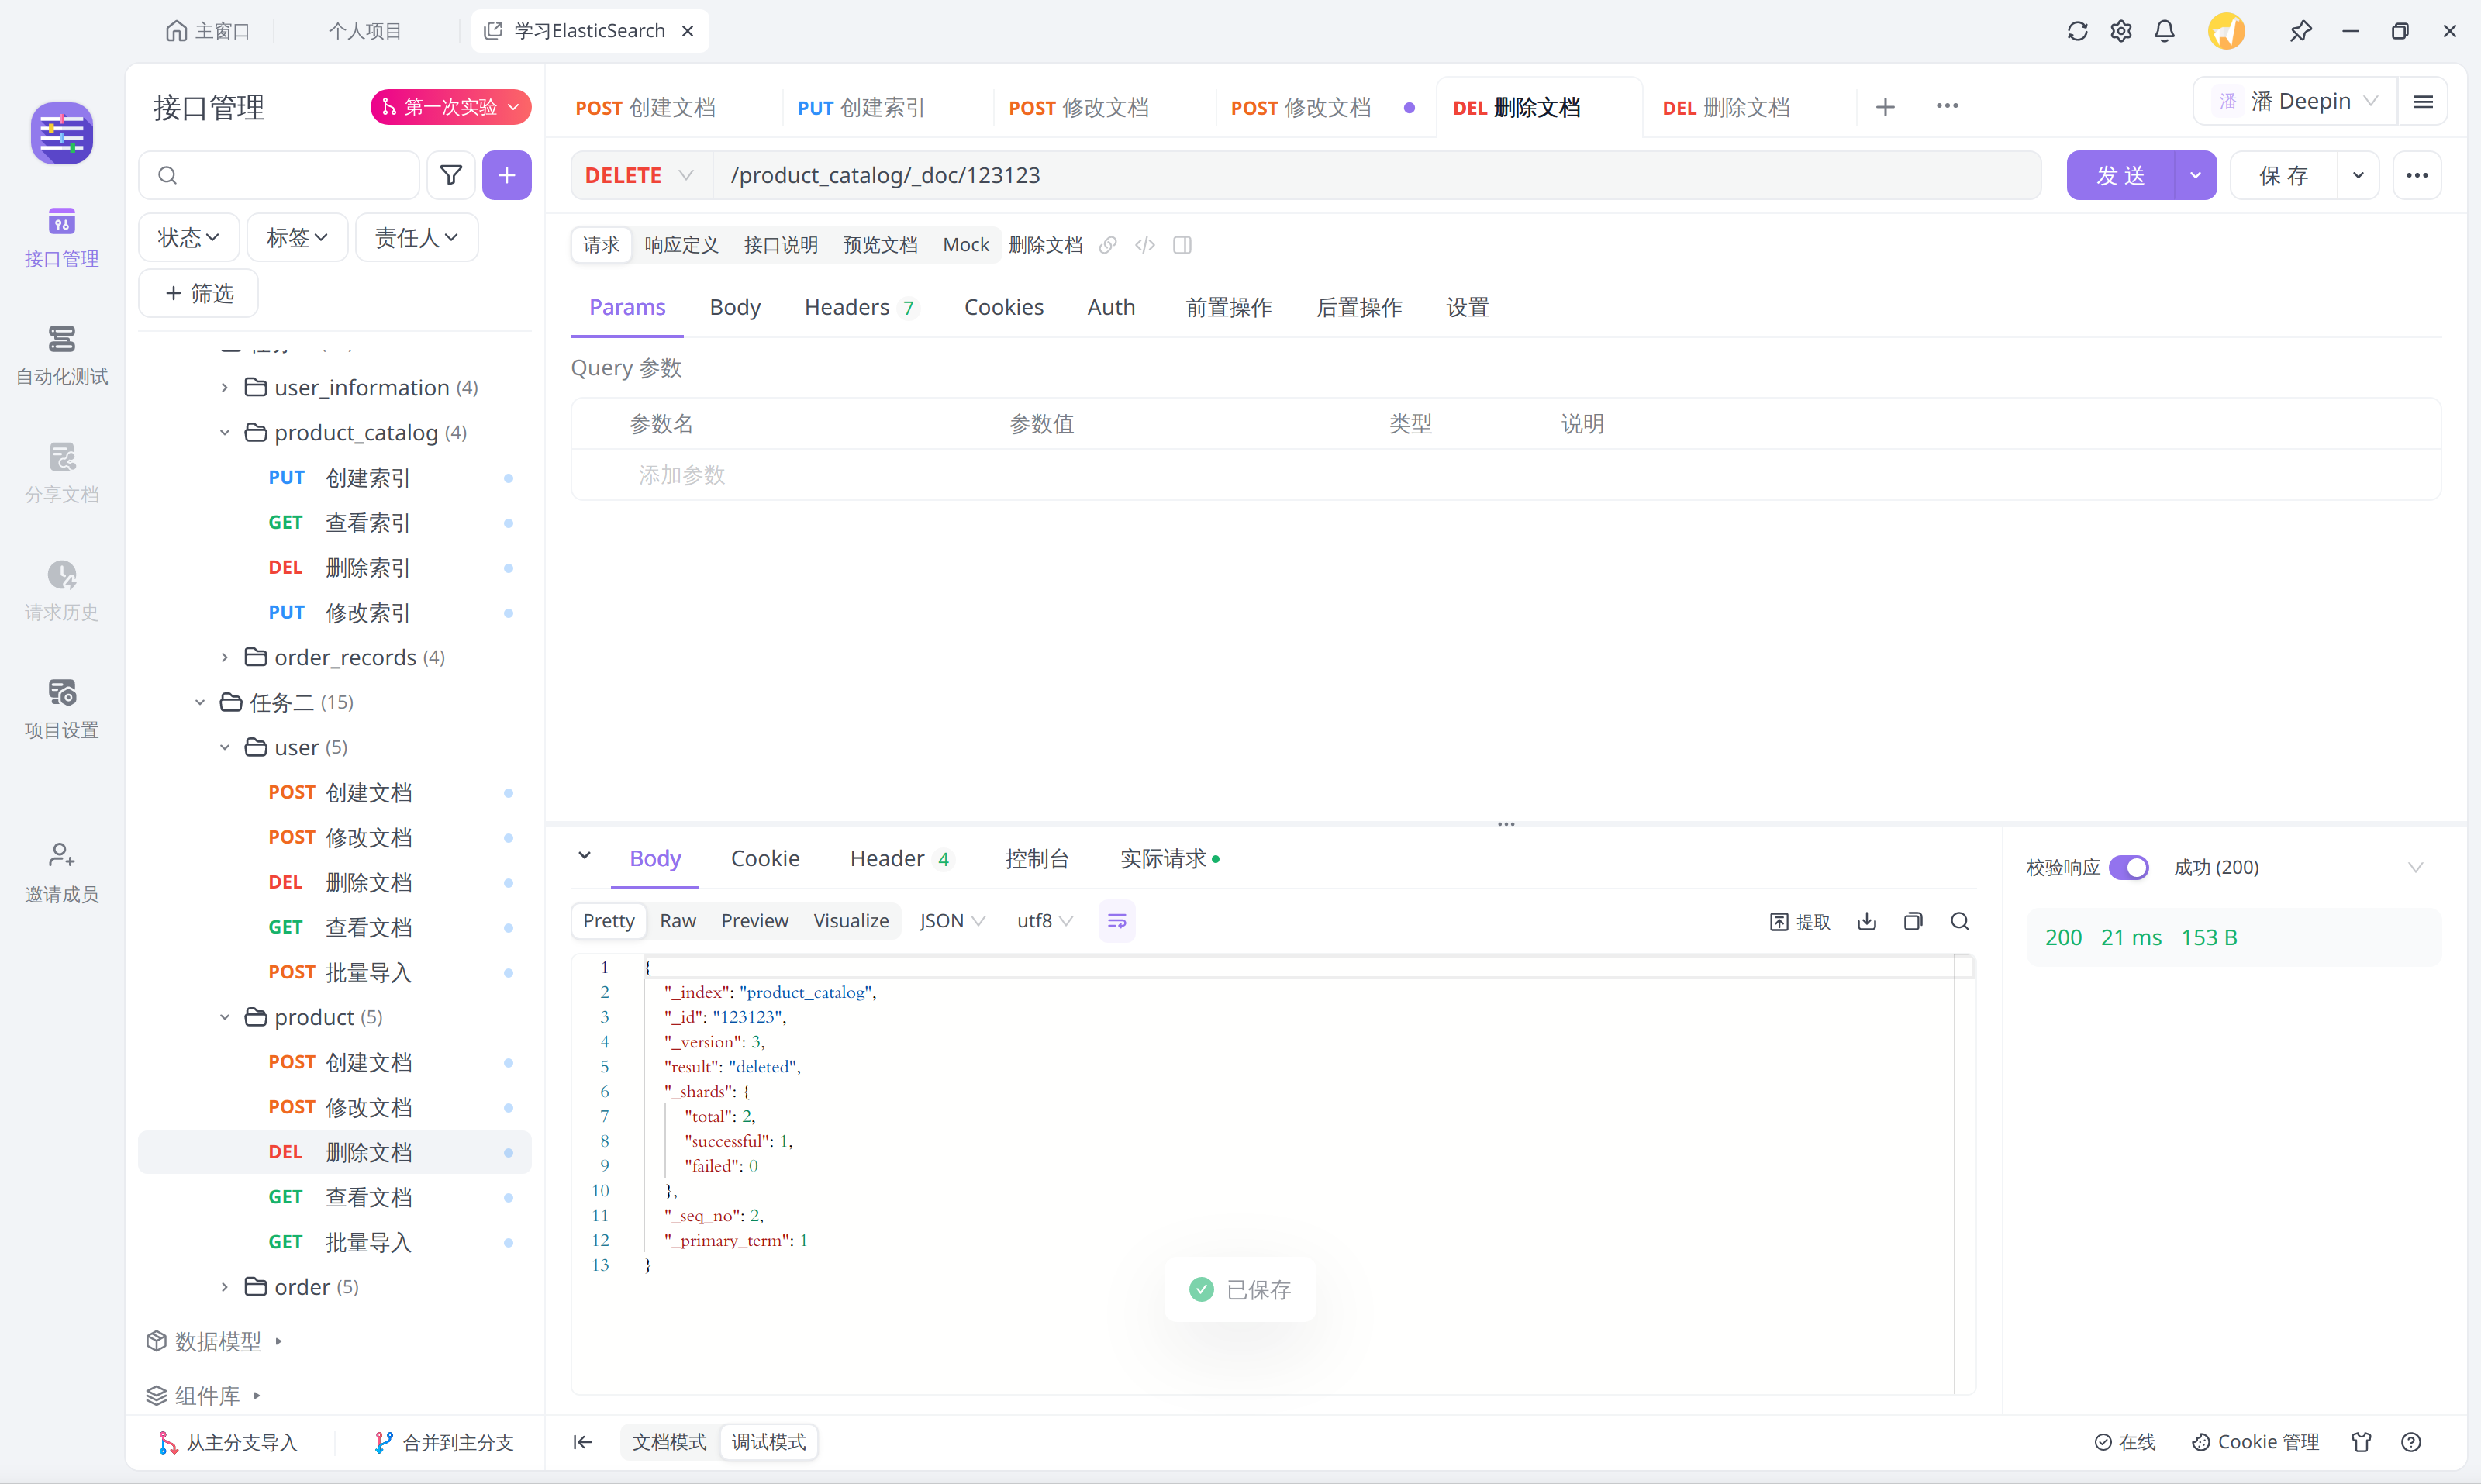 主窗口
个人项目
学习ElasticSearch
接口管理
第一次实验
POST 创建文档
PUT 创建索引
POST 修改文档
POST 修改文档
DEL 删除文档
DEL 删除文档
潘 潘 Deepin
DELETE
/product_catalog/_doc/123123
发 送
保 存
接口管理
自动化测试
分享文档
请求历史
项目设置
邀请成员
状态
标签
责任人
筛选
user_information (4)
product_catalog (4)
PUT 创建索引
GET 查看索引
DEL 删除索引
PUT 修改索引
order_records (4)
任务二 (15)
user (5)
POST 创建文档
POST 修改文档
DEL 删除文档
GET 查看文档
POST 批量导入
product (5)
POST 创建文档
POST 修改文档
DEL 删除文档
GET 查看文档
GET 批量导入
order (5)
数据模型
组件库
从主分支导入
合并到主分支
请求 响应定义 接口说明 预览文档 Mock 删除文档
Params Body Headers 7 Cookies Auth 前置操作 后置操作 设置
Query 参数
参数名 参数值 类型 说明
添加参数
Body Cookie Header 4 控制台 实际请求
Pretty Raw Preview Visualize JSON utf8
提取
1 {
2 "_index": "product_catalog",
3 "_id": "123123",
4 "_version": 3,
5 "result": "deleted",
6 "_shards": {
7 "total": 2,
8 "successful": 1,
9 "failed": 0
10 },
11 "_seq_no": 2,
12 "_primary_term": 1
13 }
已保存
校验响应 成功 (200)
200 21 ms 153 B
文档模式 调试模式
在线
Cookie 管理